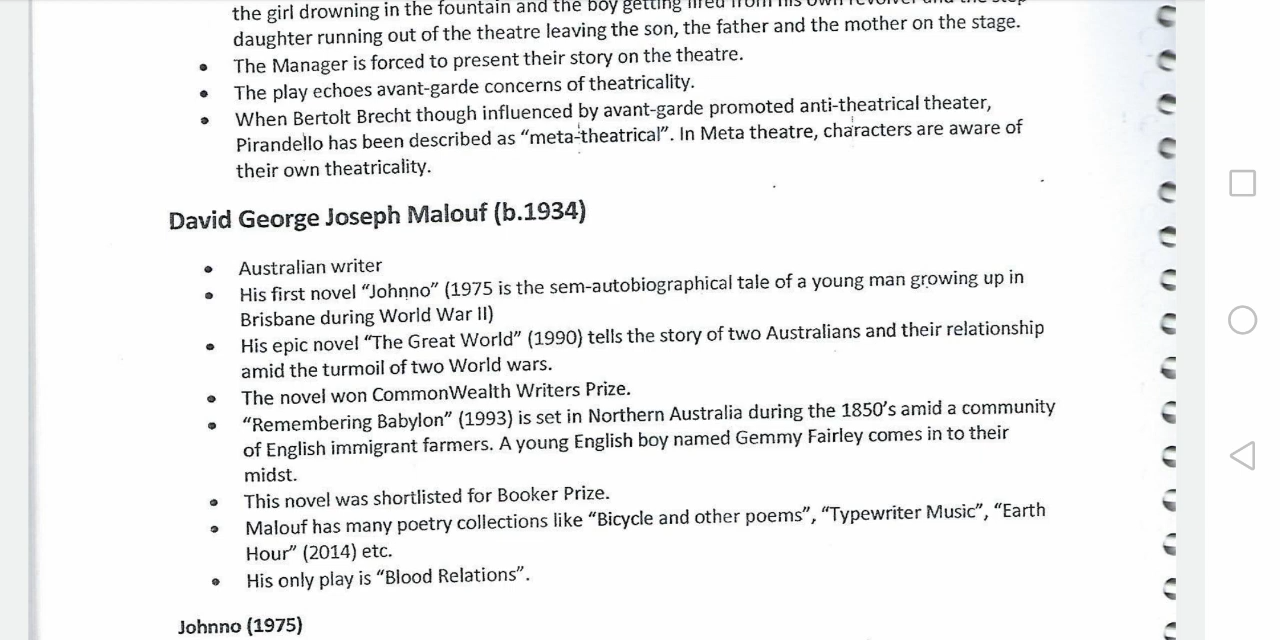 the girl drowning in the fountain and the boy getting fired from his own revolver and the step
daughter running out of the theatre leaving the son, the father and the mother on the stage.
• The Manager is forced to present their story on the theatre.
• The play echoes avant-garde concerns of theatricality.
• When Bertolt Brecht though influenced by avant-garde promoted anti-theatrical theater,
Pirandello has been described as “meta-theatrical”. In Meta theatre, characters are aware of
their own theatricality.
David George Joseph Malouf (b.1934)
• Australian writer
• His first novel “Johnno” (1975 is the sem-autobiographical tale of a young man growing up in
Brisbane during World War II)
• His epic novel “The Great World” (1990) tells the story of two Australians and their relationship
amid the turmoil of two World wars.
• The novel won CommonWealth Writers Prize.
• “Remembering Babylon” (1993) is set in Northern Australia during the 1850’s amid a community
of English immigrant farmers. A young English boy named Gemmy Fairley comes in to their
midst.
• This novel was shortlisted for Booker Prize.
• Malouf has many poetry collections like “Bicycle and other poems”, “Typewriter Music”, “Earth
Hour” (2014) etc.
• His only play is “Blood Relations”.
Johnno (1975)